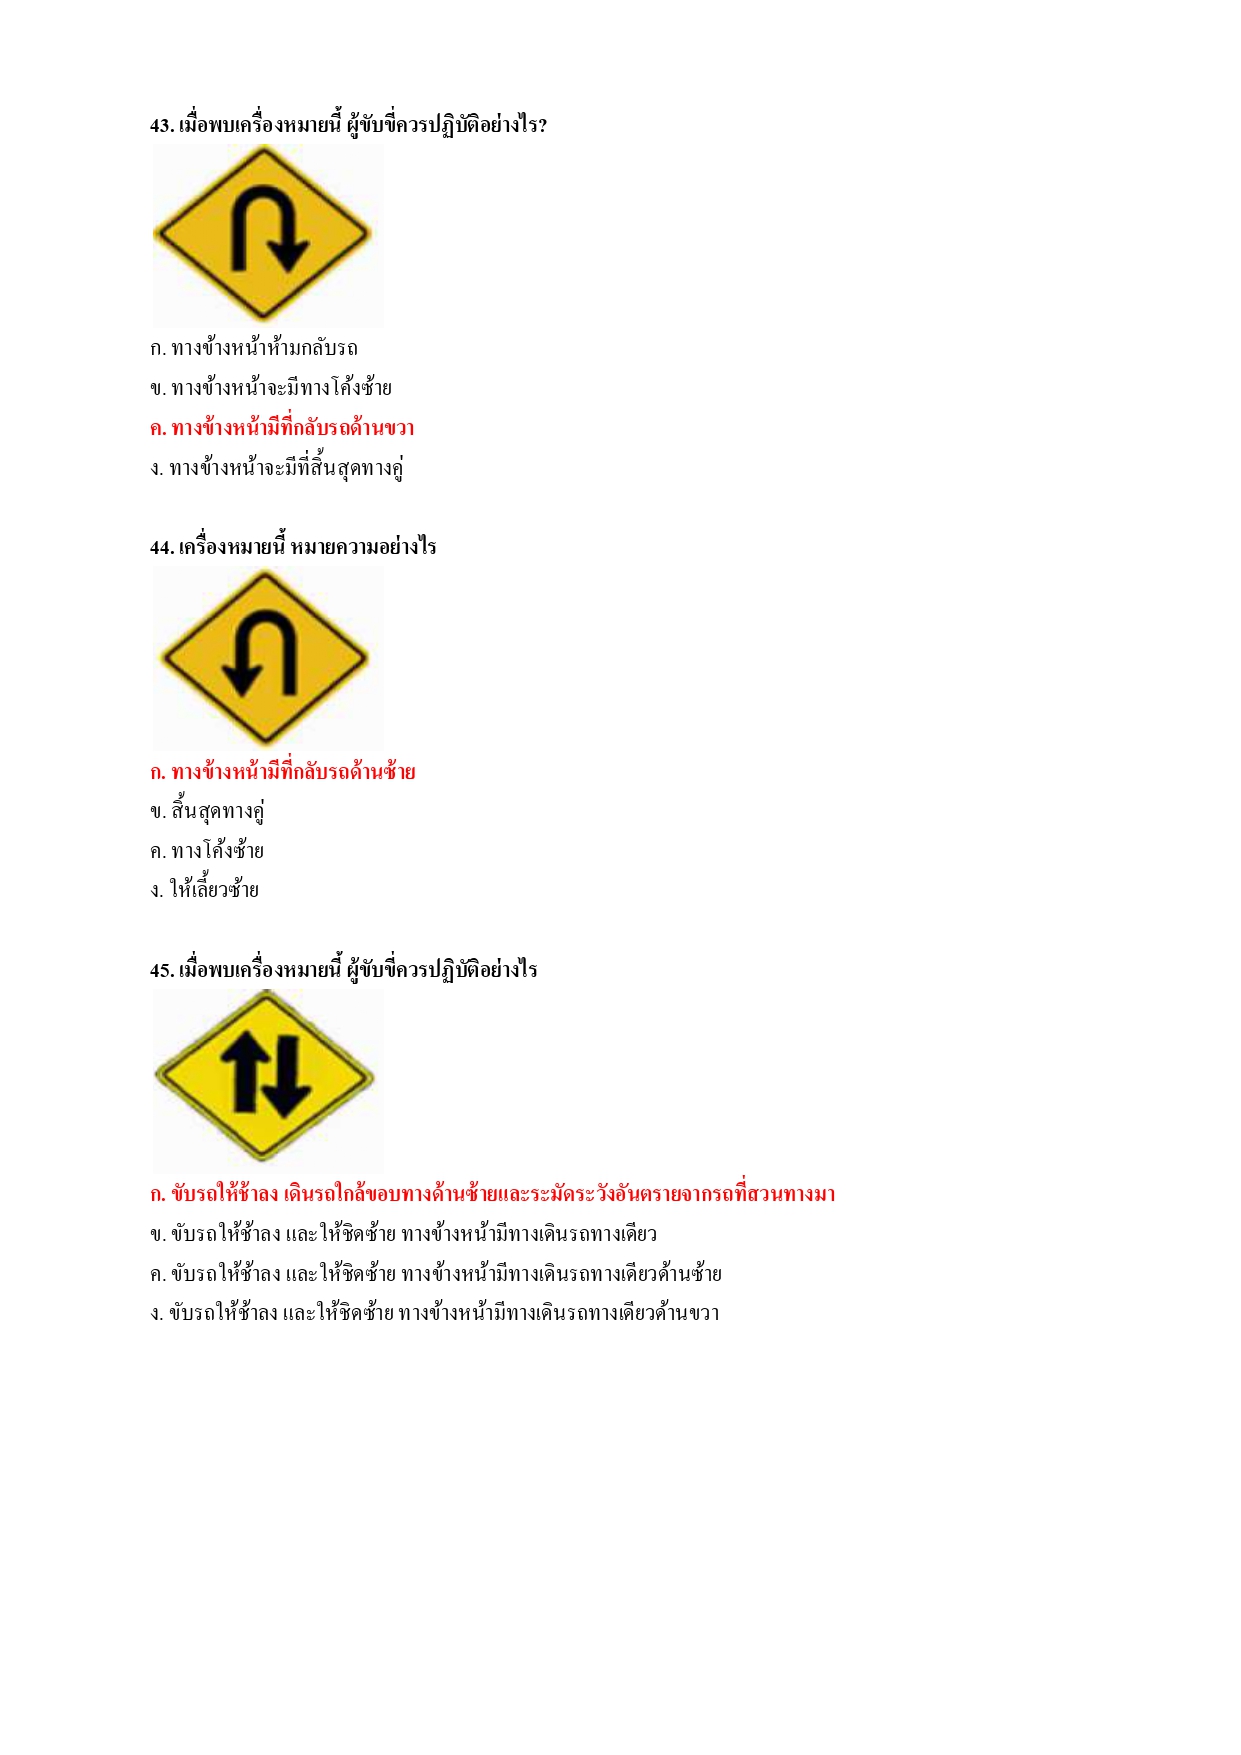 43. เมื่อพบเครื่องหมายนี้ ผู้ขับขี่ควรปฏิบัติอย่างไร?
ก. ทางข้างหน้าห้ามกลับรถ
ข. ทางข้างหน้าจะมีทางโค้งซ้าย
ค. ทางข้างหน้ามีที่กลับรถด้านขวา
ง. ทางข้างหน้าจะมีที่สิ้นสุดทางคู่
44. เครื่องหมายนี้ หมายความอย่างไร
ก. ทางข้างหน้ามีที่กลับรถด้านซ้าย
ข. สิ้นสุดทางคู่
ค. ทางโค้งซ้าย
ง. ให้เลี้ยวซ้าย
45. เมื่อพบเครื่องหมายนี้ ผู้ขับขี่ควรปฏิบัติอย่างไร
ก. ขับรถให้ช้าลง เดินรถใกล้ขอบทางด้านซ้ายและระมัดระวังอันตรายจากรถที่สวนทางมา
ข. ขับรถให้ช้าลง และให้ชิดซ้าย ทางข้างหน้ามีทางเดินรถทางเดียว
ค. ขับรถให้ช้าลง และให้ชิดซ้าย ทางข้างหน้ามีทางเดินรถทางเดียวด้านซ้าย
ง. ขับรถให้ช้าลง และให้ชิดซ้าย ทางข้างหน้ามีทางเดินรถทางเดียวด้านขวา